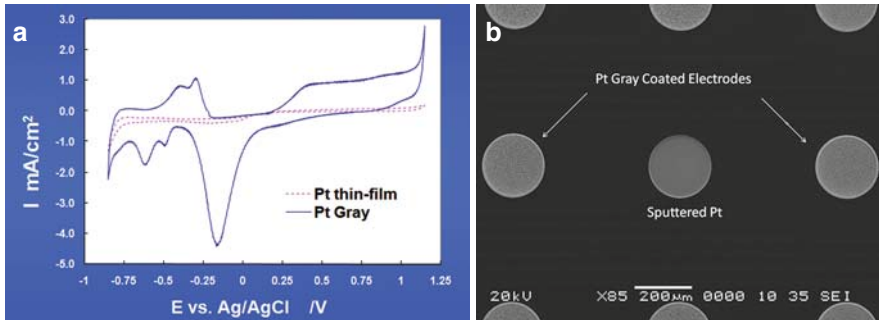 a
3.0
2.0
1.0
0.0
-1.0
-2.0
-3.0
-4.0
-5.0
I mA/cm²
Pt thin-film
Pt Gray
-1 -0.75 -0.5 -0.25 0 0.25 0.5 0.75 1 1.25
E vs. Ag/AgCl /V
b
Pt Gray Coated Electrodes
Sputtered Pt
20kV X85 200µm 0000 10 35 SEI